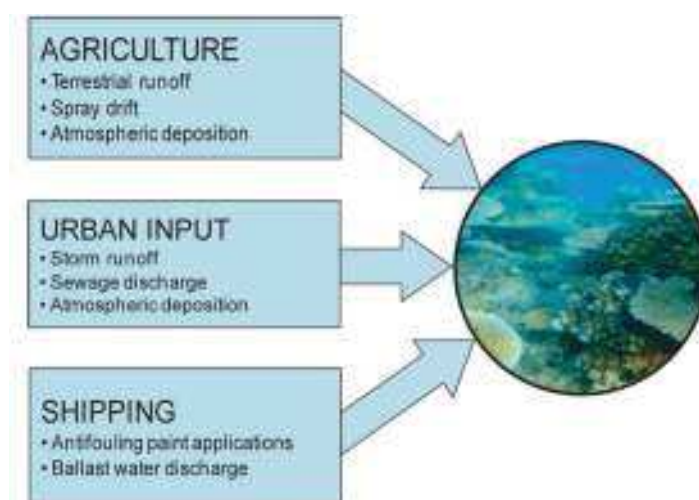 AGRICULTURE
• Terrestrial runoff
• Spray drift
• Atmospheric deposition
URBAN INPUT
• Storm runoff
• Sewage discharge
• Atmospheric deposition
SHIPPING
• Antifouling paint applications
• Ballast water discharge